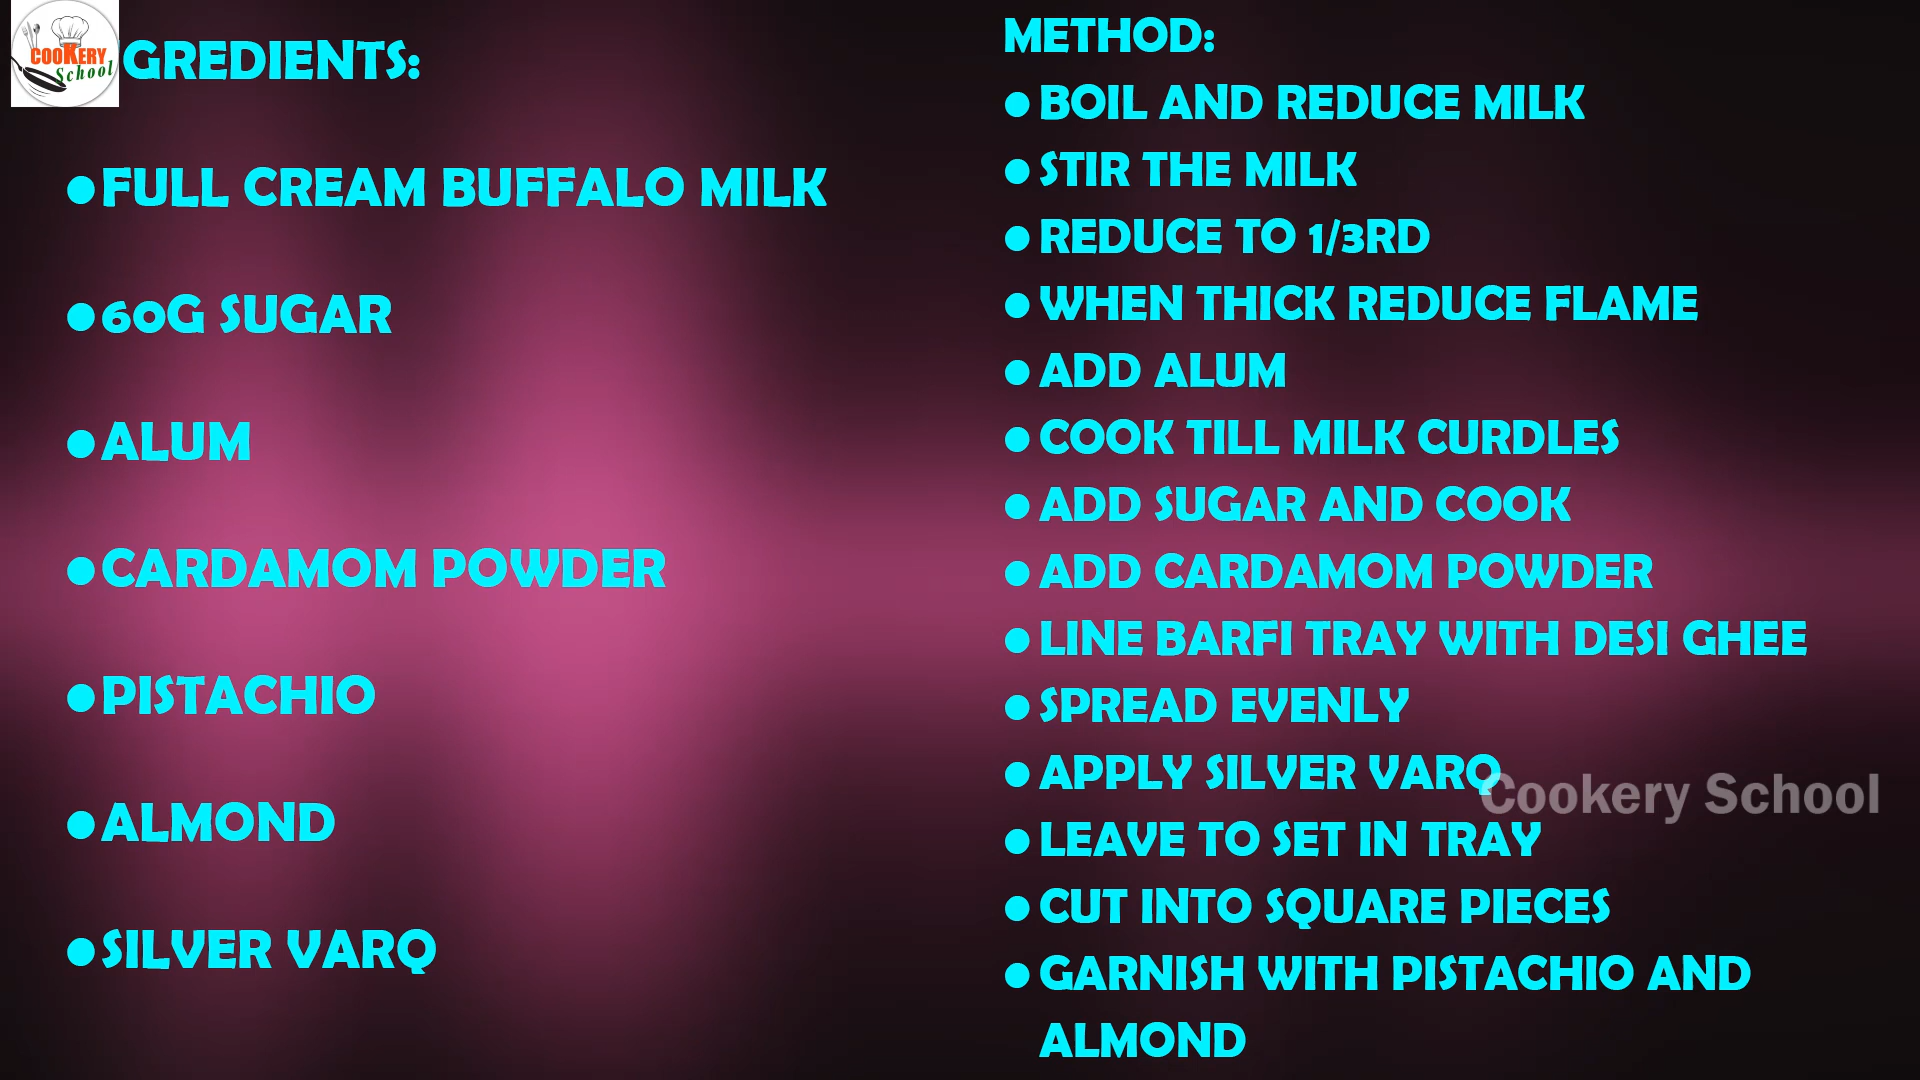 COOKERY
School
GREDIENTS:
●FULL CREAM BUFFALO MILK
●60G SUGAR
●ALUM
●CARDAMOM POWDER
●PISTACHIO
●ALMOND
●SILVER VARQ
METHOD:
●BOIL AND REDUCE MILK
●STIR THE MILK
●REDUCE TO 1/3RD
●WHEN THICK REDUCE FLAME
●ADD ALUM
●COOK TILL MILK CURDLES
●ADD SUGAR AND COOK
●ADD CARDAMOM POWDER
●LINE BARFI TRAY WITH DESI GHEE
●SPREAD EVENLY
●APPLY SILVER VARQ
Cookery School
●LEAVE TO SET IN TRAY
●CUT INTO SQUARE PIECES
●GARNISH WITH PISTACHIO AND
ALMOND